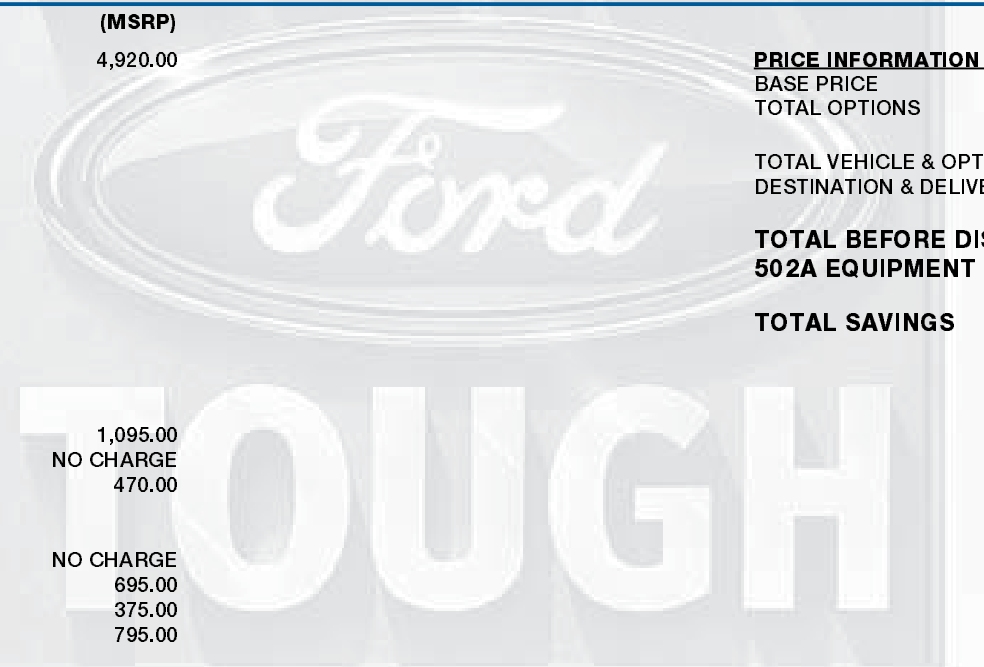 (MSRP)
4,920.00
1,095.00
NO CHARGE
470.00
NO CHARGE
695.00
375.00
795.00
Ford
TOUGH
PRICE INFORMATION
BASE PRICE
TOTAL OPTIONS
TOTAL VEHICLE & OPT
DESTINATION & DELIVE
TOTAL BEFORE DIS
502A EQUIPMENT
TOTAL SAVINGS